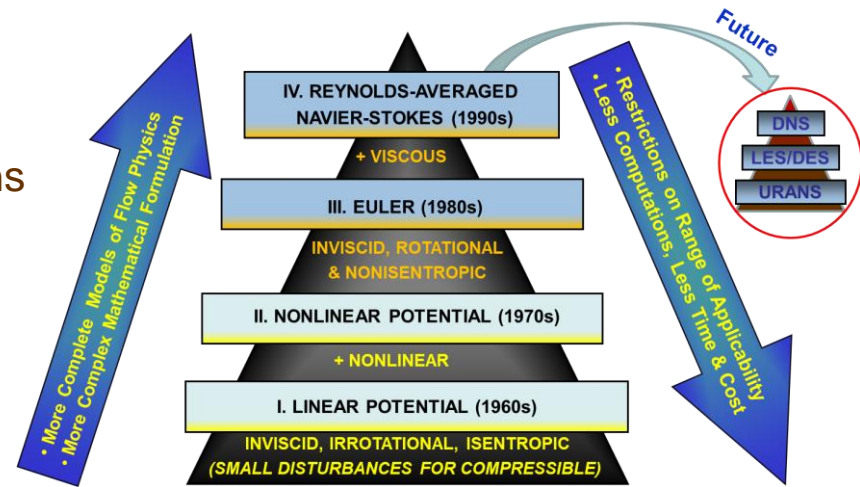 Future
IV. REYNOLDS-AVERAGED
NAVIER-STOKES (1990s)
+ VISCOUS
III. EULER (1980s)
INVISCID, ROTATIONAL
& NONISENTROPIC
II. NONLINEAR POTENTIAL (1970s)
+ NONLINEAR
I. LINEAR POTENTIAL (1960s)
INVISCID, IRROTATIONAL, ISENTROPIC
(SMALL DISTURBANCES FOR COMPRESSIBLE)
• More Complete Models of Flow Physics
• More Complex Mathematical Formulation
• Restrictions on Range of Applicability
• Less Computations, Less Time & Cost
DNS
LES/DES
URANS